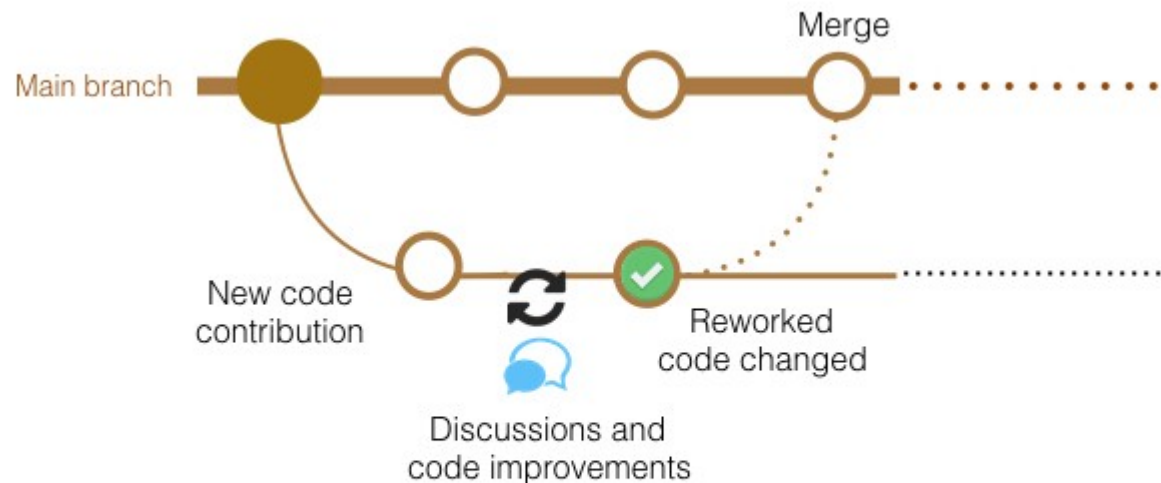 Merge
Main branch
New code
contribution
Reworked
code changed
Discussions and
code improvements